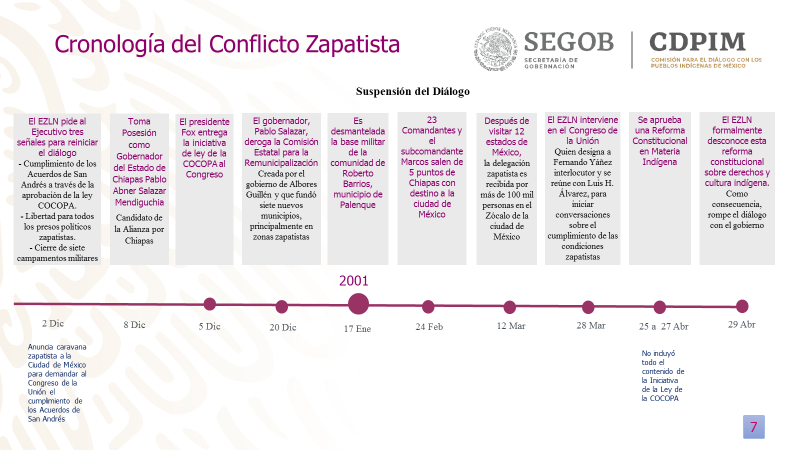 Cronología del Conflicto Zapatista
SEGOB
SECRETARÍA DE
GOBERNACIÓN
CDPIM
COMISIÓN PARA EL DIÁLOGO CON LOS
PUEBLOS INDÍGENAS DE MÉXICO
Suspensión del Diálogo
El EZLN pide al
Ejecutivo tres
señales para reiniciar
el diálogo
- Cumplimiento de los
Acuerdos de San
Andrés a través de la
aprobación de la ley
COCOPA.
- Libertad para todos
los presos políticos
zapatistas.
- Cierre de siete
campamentos militares
Toma
Posesión
como
Gobernador
del Estado de
Chiapas Pablo
Abner Salazar
Mendiguchia
Candidato de
la Alianza por
Chiapas
El presidente
Fox entrega
la iniciativa
de ley de la
COCOPA al
Congreso
El gobernador,
Pablo Salazar,
deroga la Comisión
Estatal para la
Remunicipalización
Creada por el
gobierno de Albores
Guillén y que fundó
siete nuevos
municipios,
principalmente en
zonas zapatistas
Es
desmantelada
la base militar
de la
comunidad de
Roberto
Barrios,
municipio de
Palenque
23
Comandantes y
el
subcomandante
Marcos salen de
5 puntos de
Chiapas con
destino a la
ciudad de
México
Después de
visitar 12
estados de
México,
la delegación
zapatista es
recibida por
más de 100 mil
personas en el
Zócalo de la
ciudad de
México
El EZLN interviene
en el Congreso de
la Unión
Quien designa a
Fernando Yáñez
interlocutor y se
reúne con Luis H.
Álvarez, para
iniciar
conversaciones
sobre el
cumplimiento de las
condiciones
zapatistas
Se aprueba
una Reforma
Constitucional
en Materia
Indígena
El EZLN
formalmente
desconoce esta
reforma
constitucional
sobre derechos y
cultura indígena.
Como
consecuencia,
rompe el diálogo
con el gobierno
2001
2 Dic
8 Dic
5 Dic
20 Dic
17 Ene
24 Feb
12 Mar
28 Mar
25 a 27 Abr
29 Abr
Anuncia caravana
zapatista a la
Ciudad de México
para demandar al
Congreso de la
Unión el
cumplimiento de
los Acuerdos de
San Andrés
No incluyó
todo el
contenido de
la Iniciativa
de la Ley de
la COCOPA
7